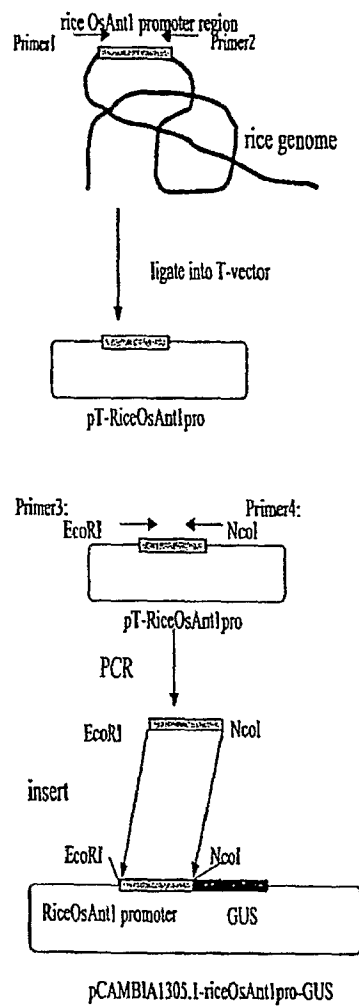 rice OsAnt1 promoter region
Primer1
Primer2
rice genome
ligate into T-vector
pT-RiceOsAnt1pro
Primer3:
Primer4:
EcoRI
NcoI
pT-RiceOsAnt1pro
PCR
EcoRI
NcoI
insert
EcoRI
NcoI
RiceOsAnt1 promoter
GUS
pCAMBIA1305.1-riceOsAnt1pro-GUS